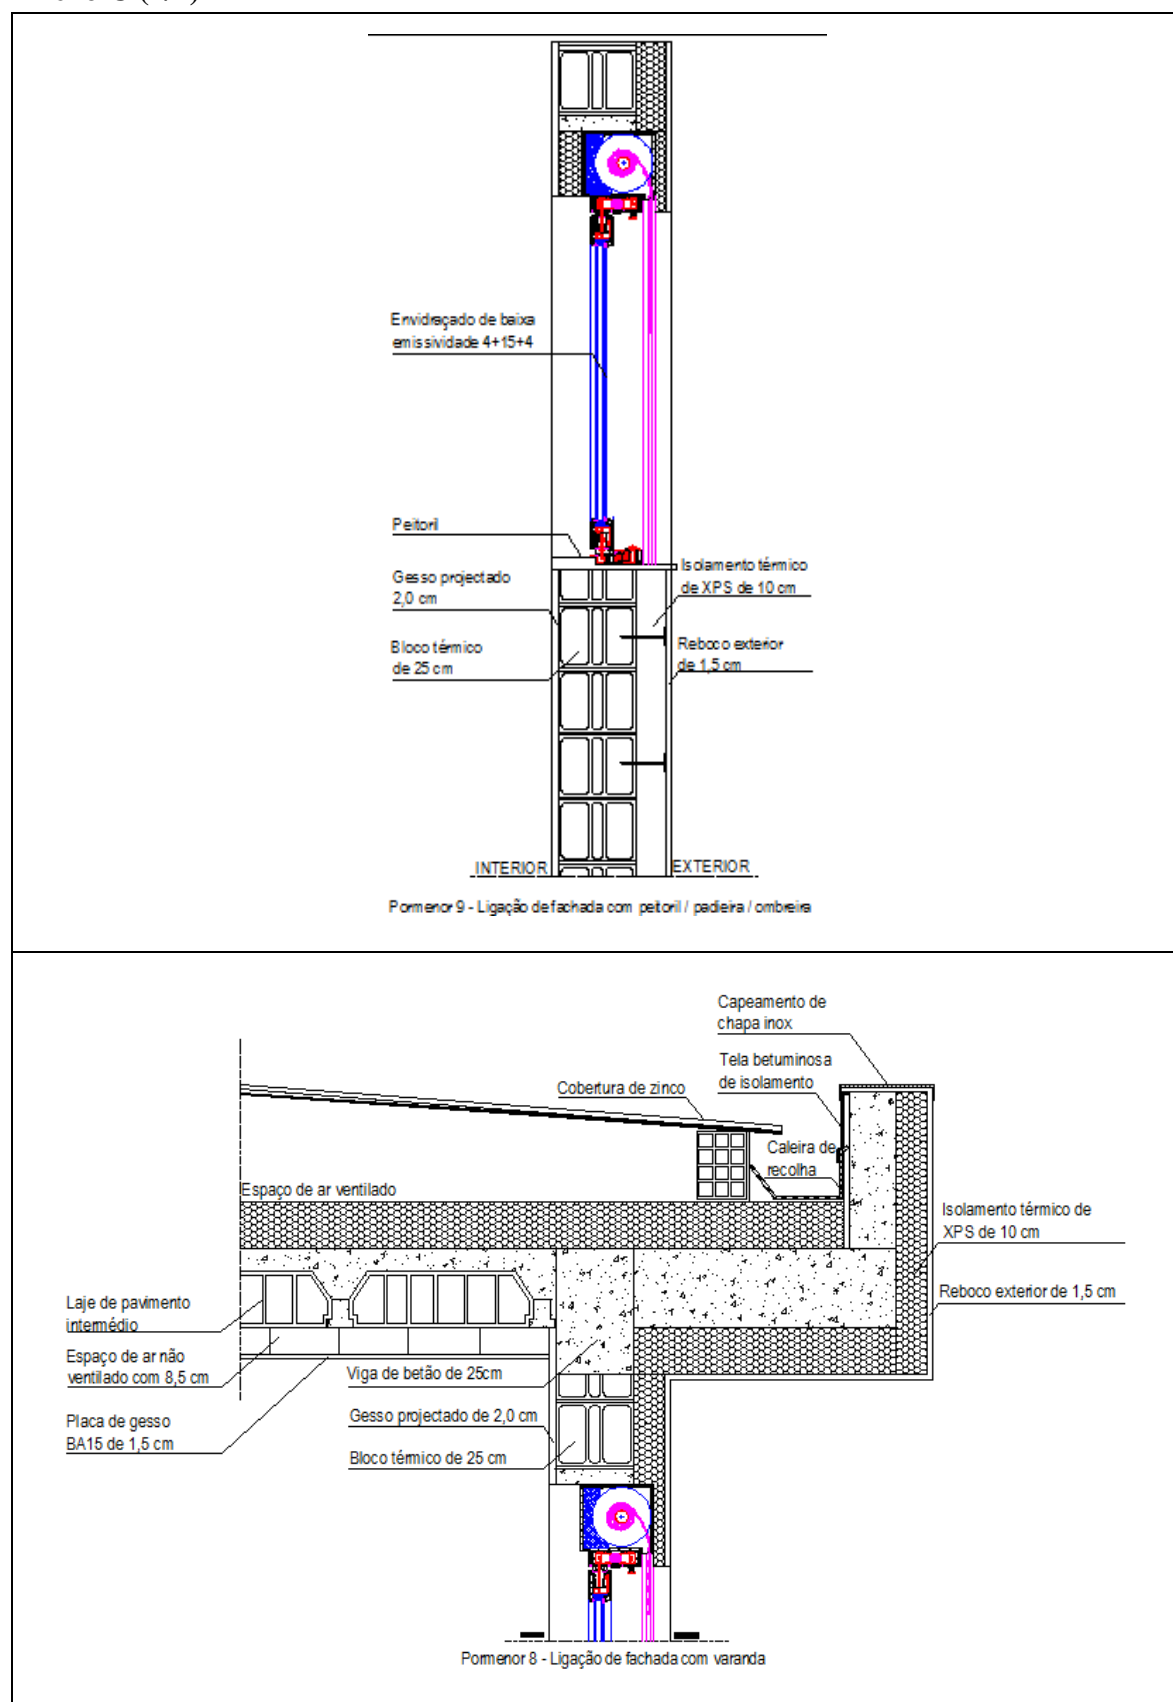 Envidraçado de baixa
emissividade 4+15+4
Peitoril
Gesso projectado
2,0 cm
Bloco térmico
de 25 cm
Isolamento térmico
de XPS de 10 cm
Reboco exterior
de 1,5 cm
INTERIOR
EXTERIOR
Pormenor 9 - Ligação de fachada com peitoril / padieira / ombreira
Capeamento de
chapa inox
Tela betuminosa
de isolamento
Cobertura de zinco
Caleira de
recolha
Espaço de ar ventilado
Isolamento térmico de
XPS de 10 cm
Reboco exterior de 1,5 cm
Laje de pavimento
intermédio
Espaço de ar não
ventilado com 8,5 cm
Placa de gesso
BA15 de 1,5 cm
Viga de betão de 25cm
Gesso projectado de 2,0 cm
Bloco térmico de 25 cm
Pormenor 8 - Ligação de fachada com varanda